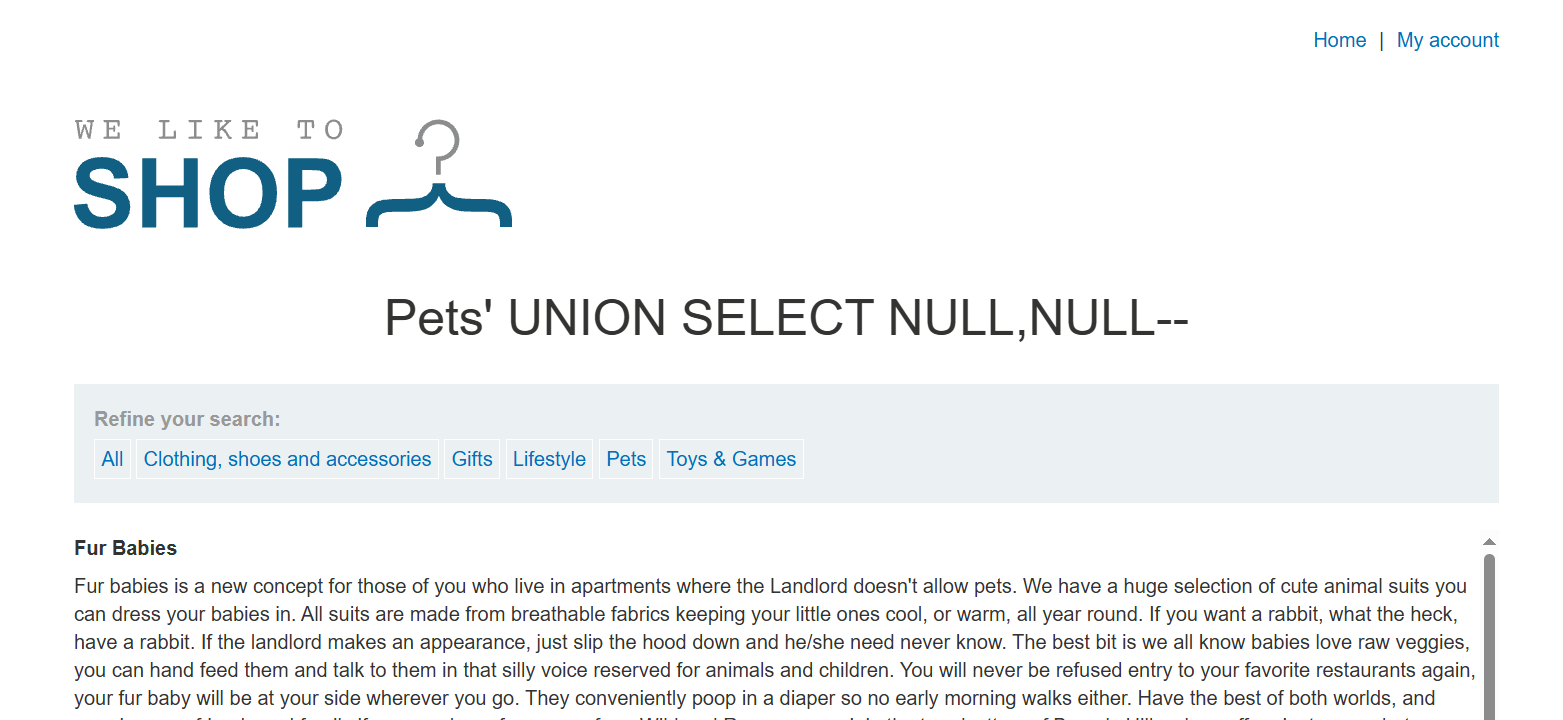 Home | My account
WE LIKE TO
SHOP
Pets' UNION SELECT NULL,NULL--
Refine your search:
All Clothing, shoes and accessories Gifts Lifestyle Pets Toys & Games
Fur Babies
Fur babies is a new concept for those of you who live in apartments where the Landlord doesn't allow pets. We have a huge selection of cute animal suits you
can dress your babies in. All suits are made from breathable fabrics keeping your little ones cool, or warm, all year round. If you want a rabbit, what the heck,
have a rabbit. If the landlord makes an appearance, just slip the hood down and he/she need never know. The best bit is we all know babies love raw veggies,
you can hand feed them and talk to them in that silly voice reserved for animals and children. You will never be refused entry to your favorite restaurants again,
your fur baby will be at your side wherever you go. They conveniently poop in a diaper so no early morning walks either. Have the best of both worlds, and